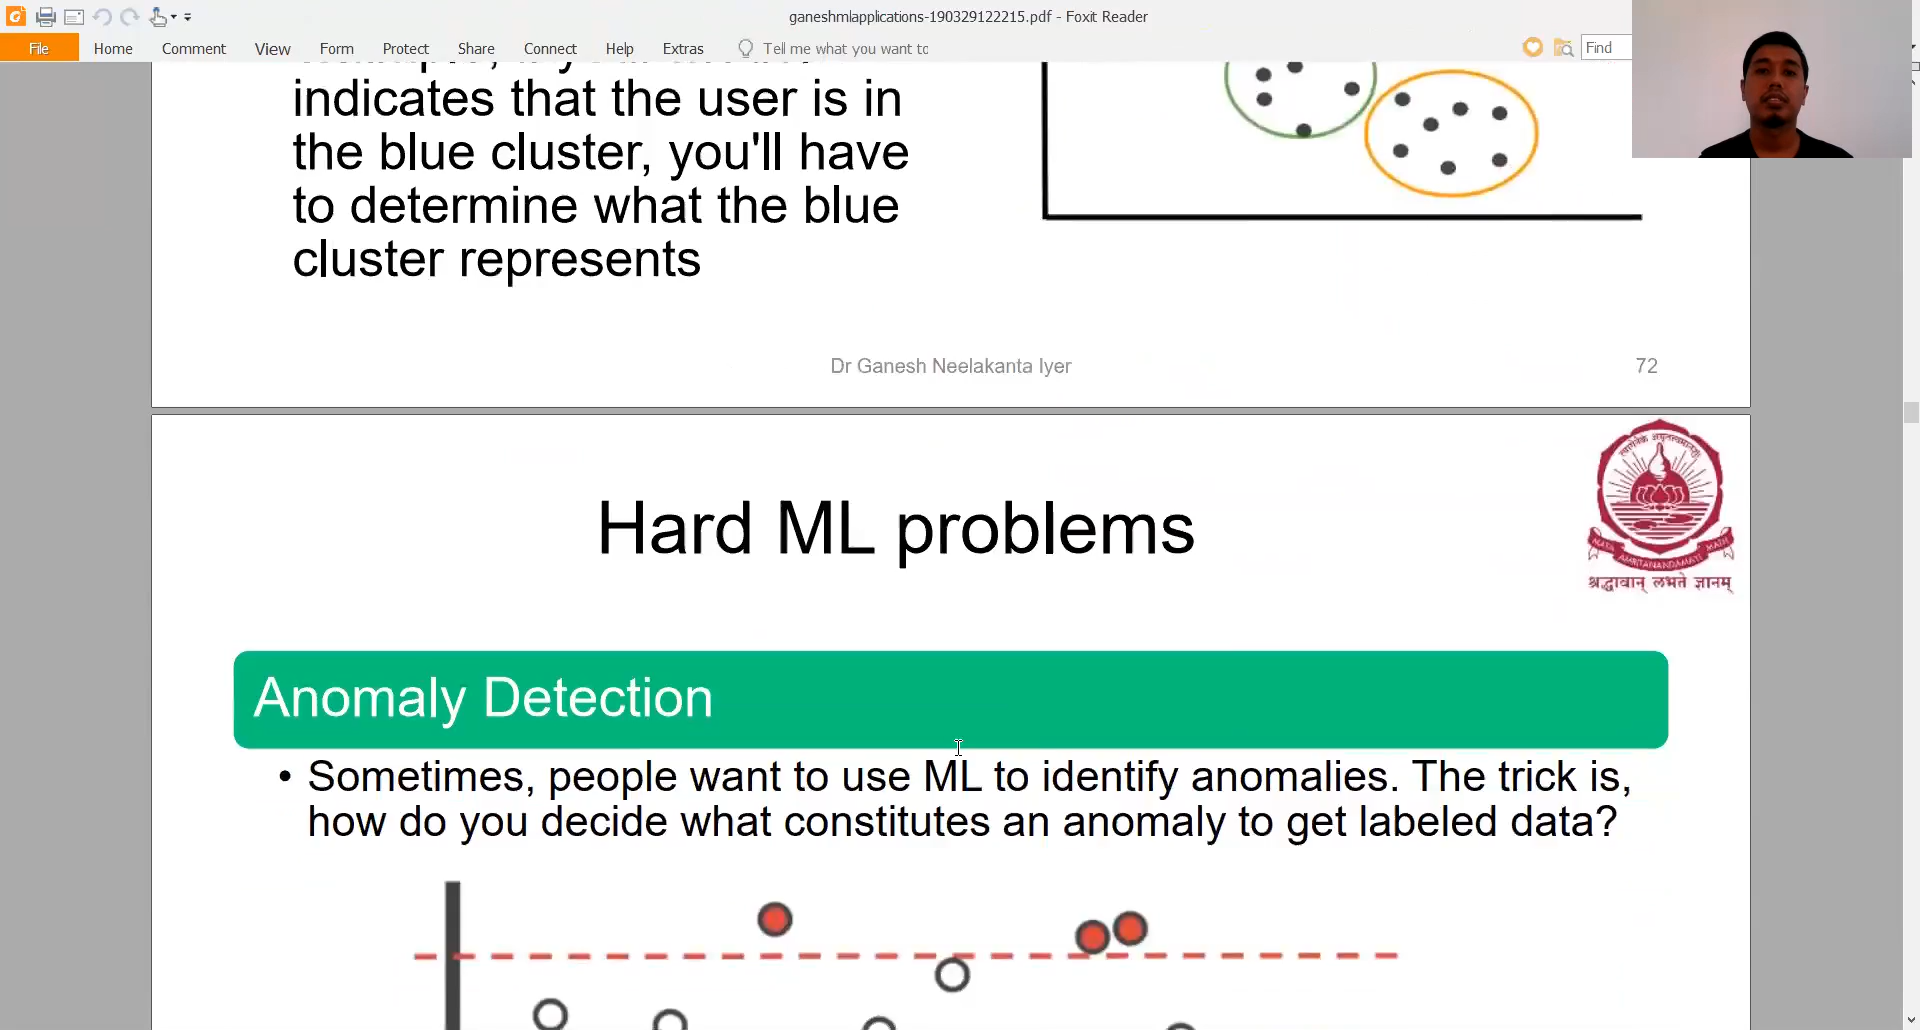 ganeshmlapplications-190329122215.pdf - Foxit Reader
File Home Comment View Form Protect Share Connect Help Extras Tell me what you want to Find
indicates that the user is in
the blue cluster, you'll have
to determine what the blue
cluster represents
Dr Ganesh Neelakanta Iyer 72
Hard ML problems
MATA AMRITANANDAMAYI MATH
श्रद्धावान् लभते ज्ञानम्
Anomaly Detection
• Sometimes, people want to use ML to identify anomalies. The trick is,
how do you decide what constitutes an anomaly to get labeled data?